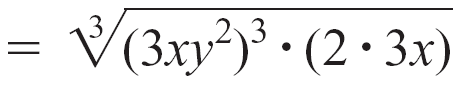 = ∛((3xy²)³ · (2 · 3x))